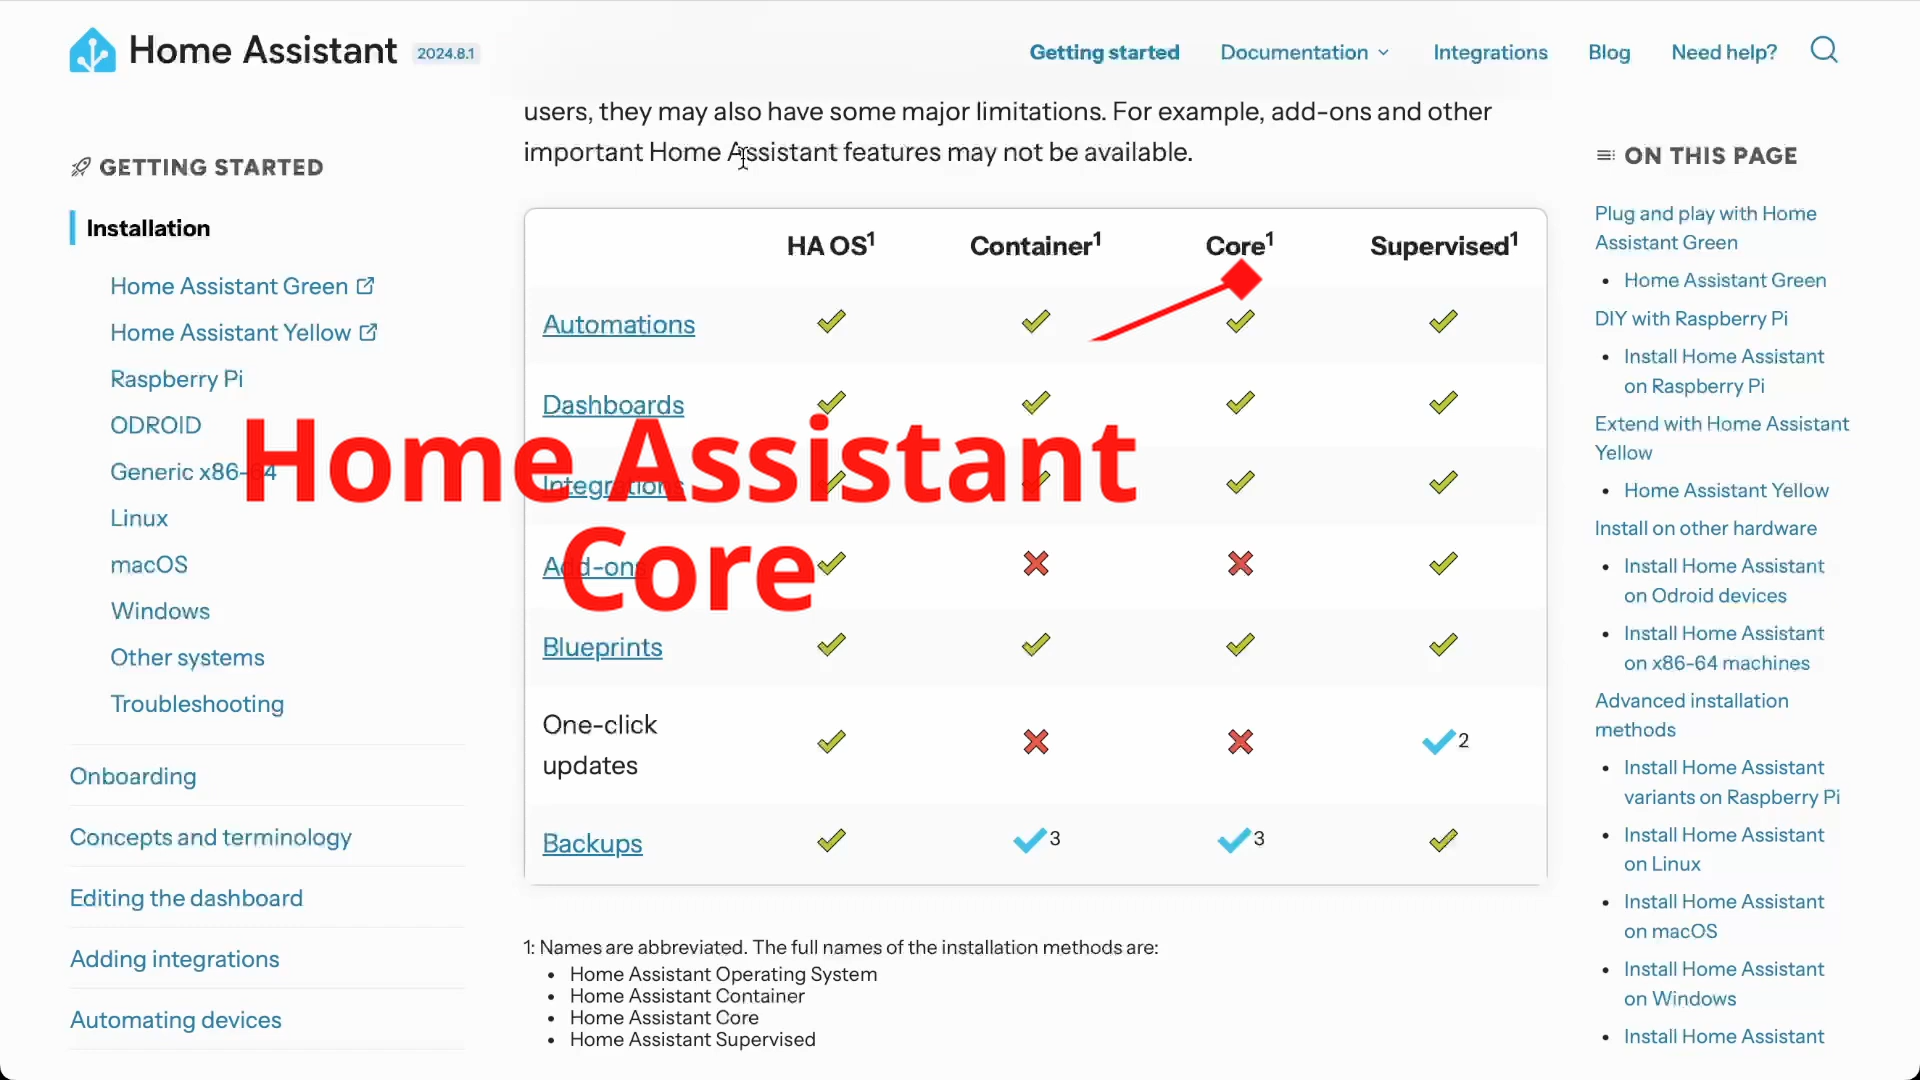 Home Assistant 2024.8.1
Getting started Documentation Integrations Blog Need help?
GETTING STARTED
Installation
Home Assistant Green
Home Assistant Yellow
Raspberry Pi
ODROID
Generic x86-64
Linux
macOS
Windows
Other systems
Troubleshooting
Onboarding
Concepts and terminology
Editing the dashboard
Adding integrations
Automating devices
users, they may also have some major limitations. For example, add-ons and other
important Home Assistant features may not be available.
HA OS1 Container1 Core1 Supervised1
Automations
Dashboards
Integrations
Add-ons
Blueprints
One-click
updates
2
Backups 3 3
Home Assistant
Core
1: Names are abbreviated. The full names of the installation methods are:
Home Assistant Operating System
Home Assistant Container
Home Assistant Core
Home Assistant Supervised
ON THIS PAGE
Plug and play with Home
Assistant Green
Home Assistant Green
DIY with Raspberry Pi
Install Home Assistant
on Raspberry Pi
Extend with Home Assistant
Yellow
Home Assistant Yellow
Install on other hardware
Install Home Assistant
on Odroid devices
Install Home Assistant
on x86-64 machines
Advanced installation
methods
Install Home Assistant
variants on Raspberry Pi
Install Home Assistant
on Linux
Install Home Assistant
on macOS
Install Home Assistant
on Windows
Install Home Assistant